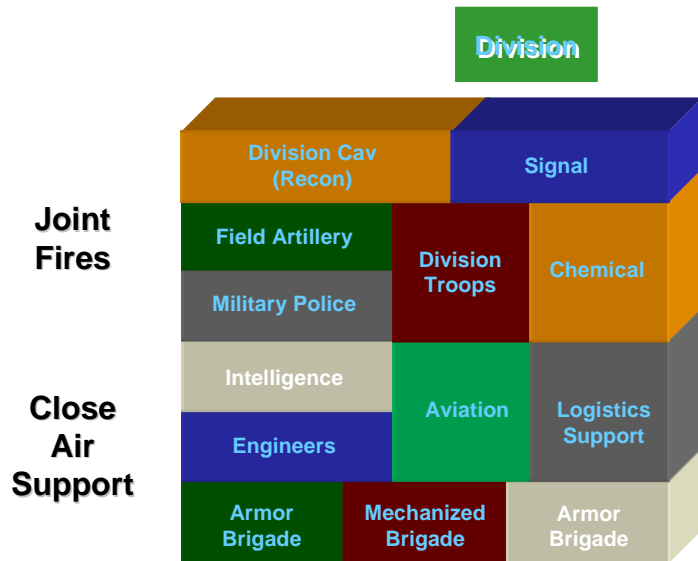 Division
Division Cav
(Recon)
Signal
Joint
Fires
Field Artillery
Division
Troops
Chemical
Military Police
Intelligence
Close
Air
Support
Aviation
Logistics
Support
Engineers
Armor
Brigade
Mechanized
Brigade
Armor
Brigade